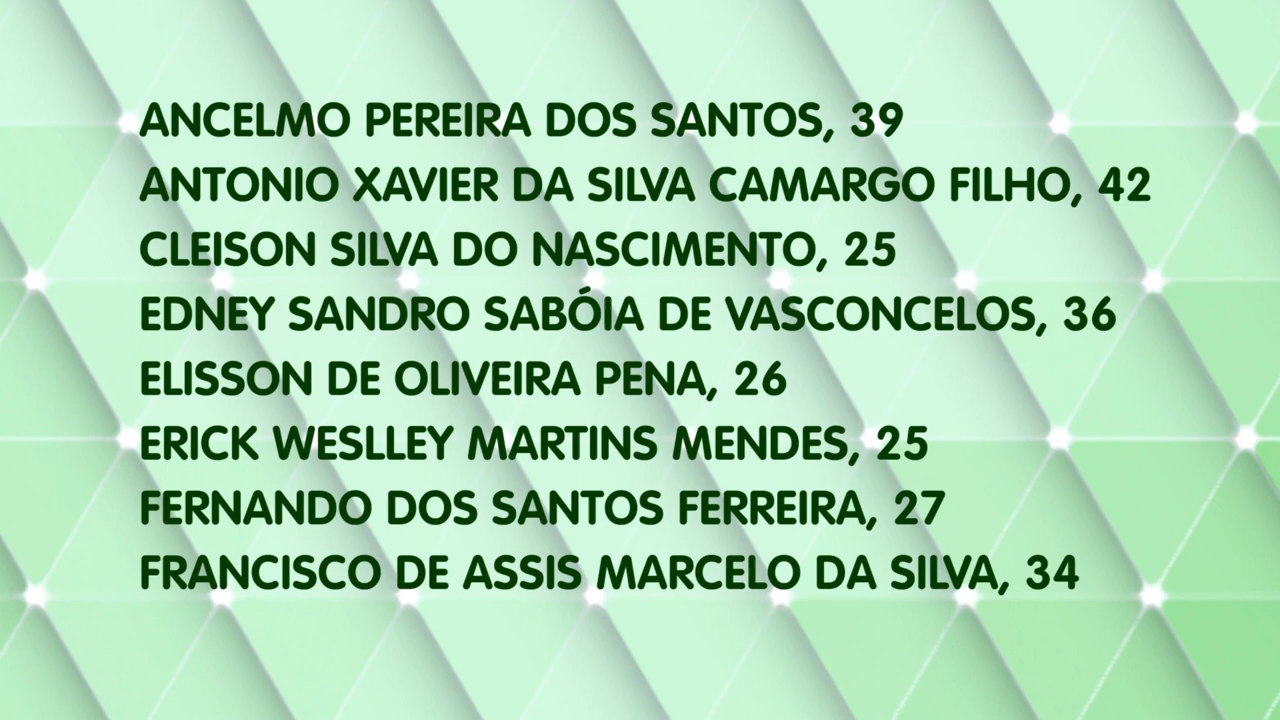 ANCELMO PEREIRA DOS SANTOS, 39
ANTONIO XAVIER DA SILVA CAMARGO FILHO, 42
CLEISON SILVA DO NASCIMENTO, 25
EDNEY SANDRO SABÓIA DE VASCONCELOS, 36
ELISSON DE OLIVEIRA PENA, 26
ERICK WESLLEY MARTINS MENDES, 25
FERNANDO DOS SANTOS FERREIRA, 27
FRANCISCO DE ASSIS MARCELO DA SILVA, 34